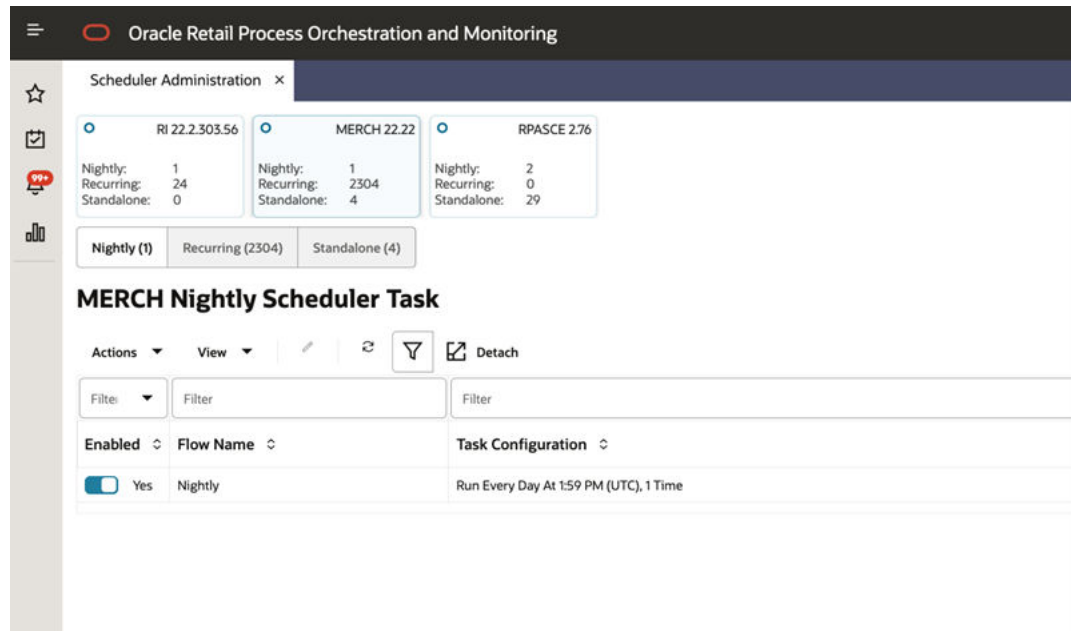 Oracle Retail Process Orchestration and Monitoring
Scheduler Administration ×
RI 22.2.303.56
Nightly: 1
Recurring: 24
Standalone: 0
MERCH 22.22
Nightly: 1
Recurring: 2304
Standalone: 4
RPASCE 2.76
Nightly: 2
Recurring: 0
Standalone: 29
99+
Nightly (1) Recurring (2304) Standalone (4)
MERCH Nightly Scheduler Task
Actions View Detach
Filter Filter Filter
Enabled Flow Name Task Configuration
Yes Nightly Run Every Day At 1:59 PM (UTC), 1 Time